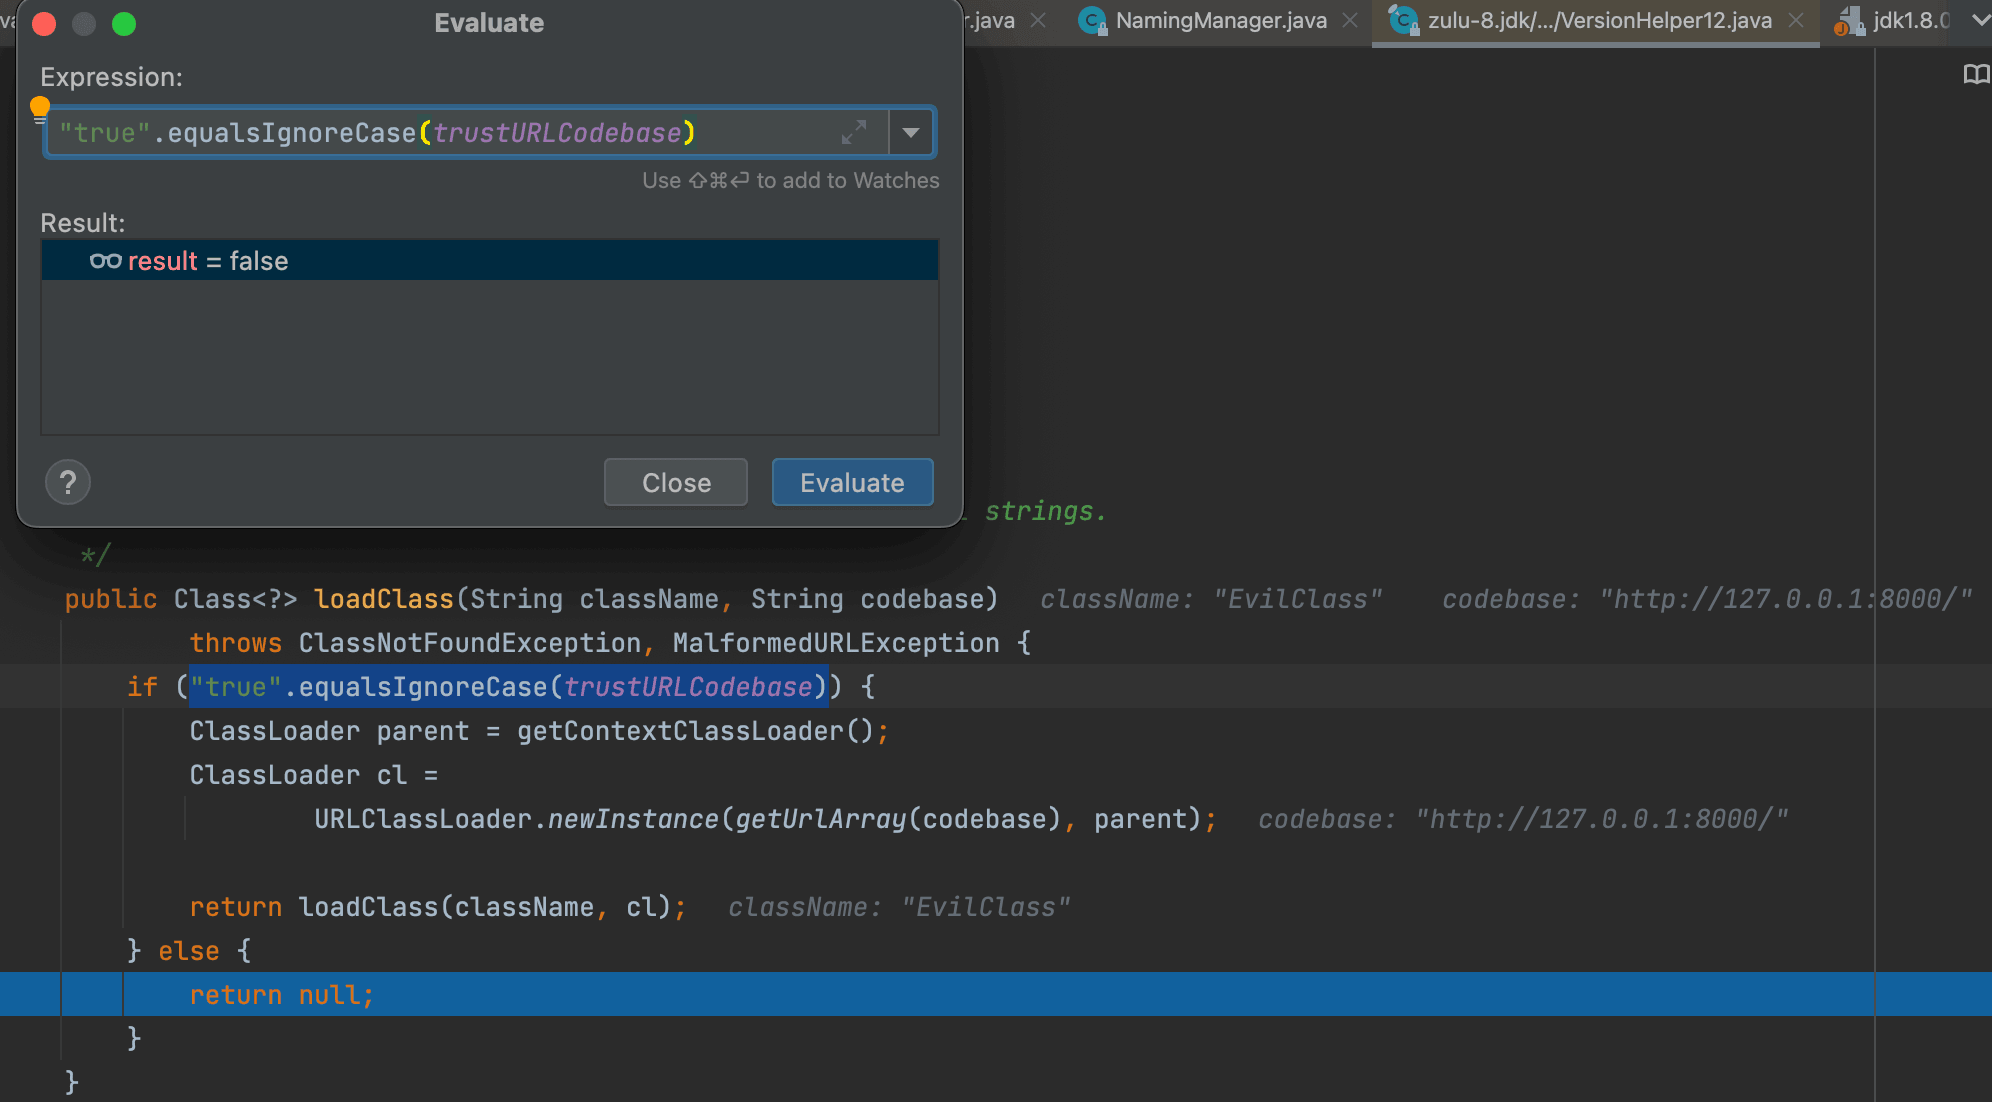 Evaluate
r.java
NamingManager.java
zulu-8.jdk/.../VersionHelper12.java
jdk1.8.0
Expression:
"true".equalsIgnoreCase(trustURLCodebase)
Use ⇧⌘⏎ to add to Watches
Result:
result = false
? Close Evaluate
strings.
*/
public Class<?> loadClass(String className, String codebase) className: "EvilClass" codebase: "http://127.0.0.1:8000/"
throws ClassNotFoundException, MalformedURLException {
if ("true".equalsIgnoreCase(trustURLCodebase)) {
ClassLoader parent = getContextClassLoader();
ClassLoader cl =
URLClassLoader.newInstance(getUrlArray(codebase), parent); codebase: "http://127.0.0.1:8000/"
return loadClass(className, cl); className: "EvilClass"
} else {
return null;
}
}